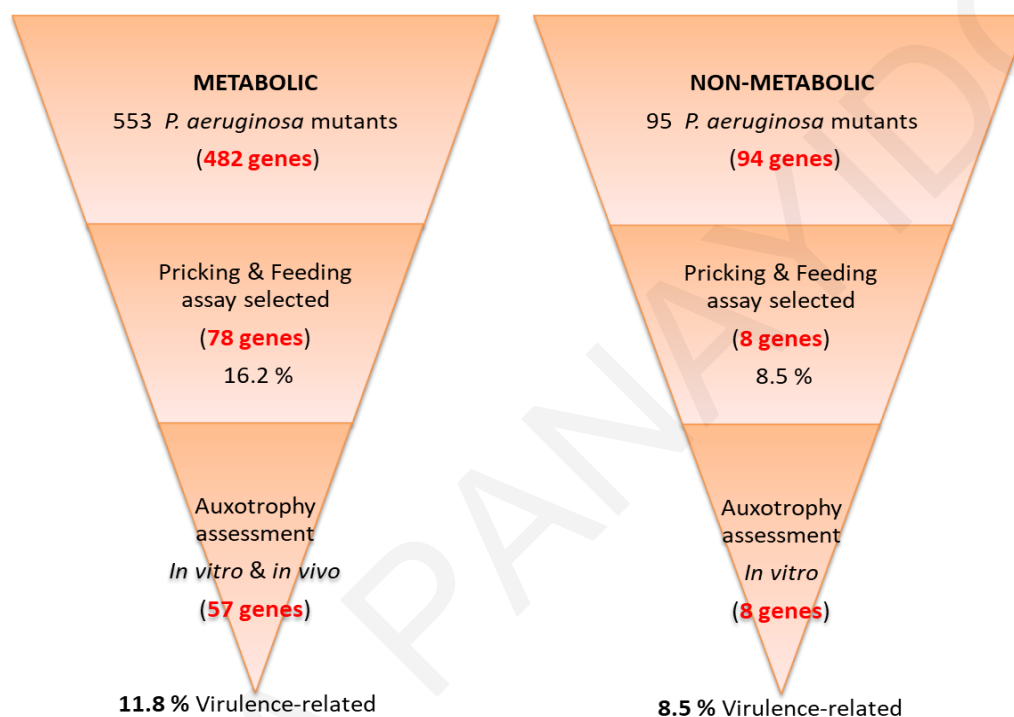 METABOLIC
553 P. aeruginosa mutants
(482 genes)
Pricking & Feeding
assay selected
(78 genes)
16.2 %
Auxotrophy
assessment
In vitro & in vivo
(57 genes)
11.8 % Virulence-related
NON-METABOLIC
95 P. aeruginosa mutants
(94 genes)
Pricking & Feeding
assay selected
(8 genes)
8.5 %
Auxotrophy
assessment
In vitro
(8 genes)
8.5 % Virulence-related
PANAYIDO